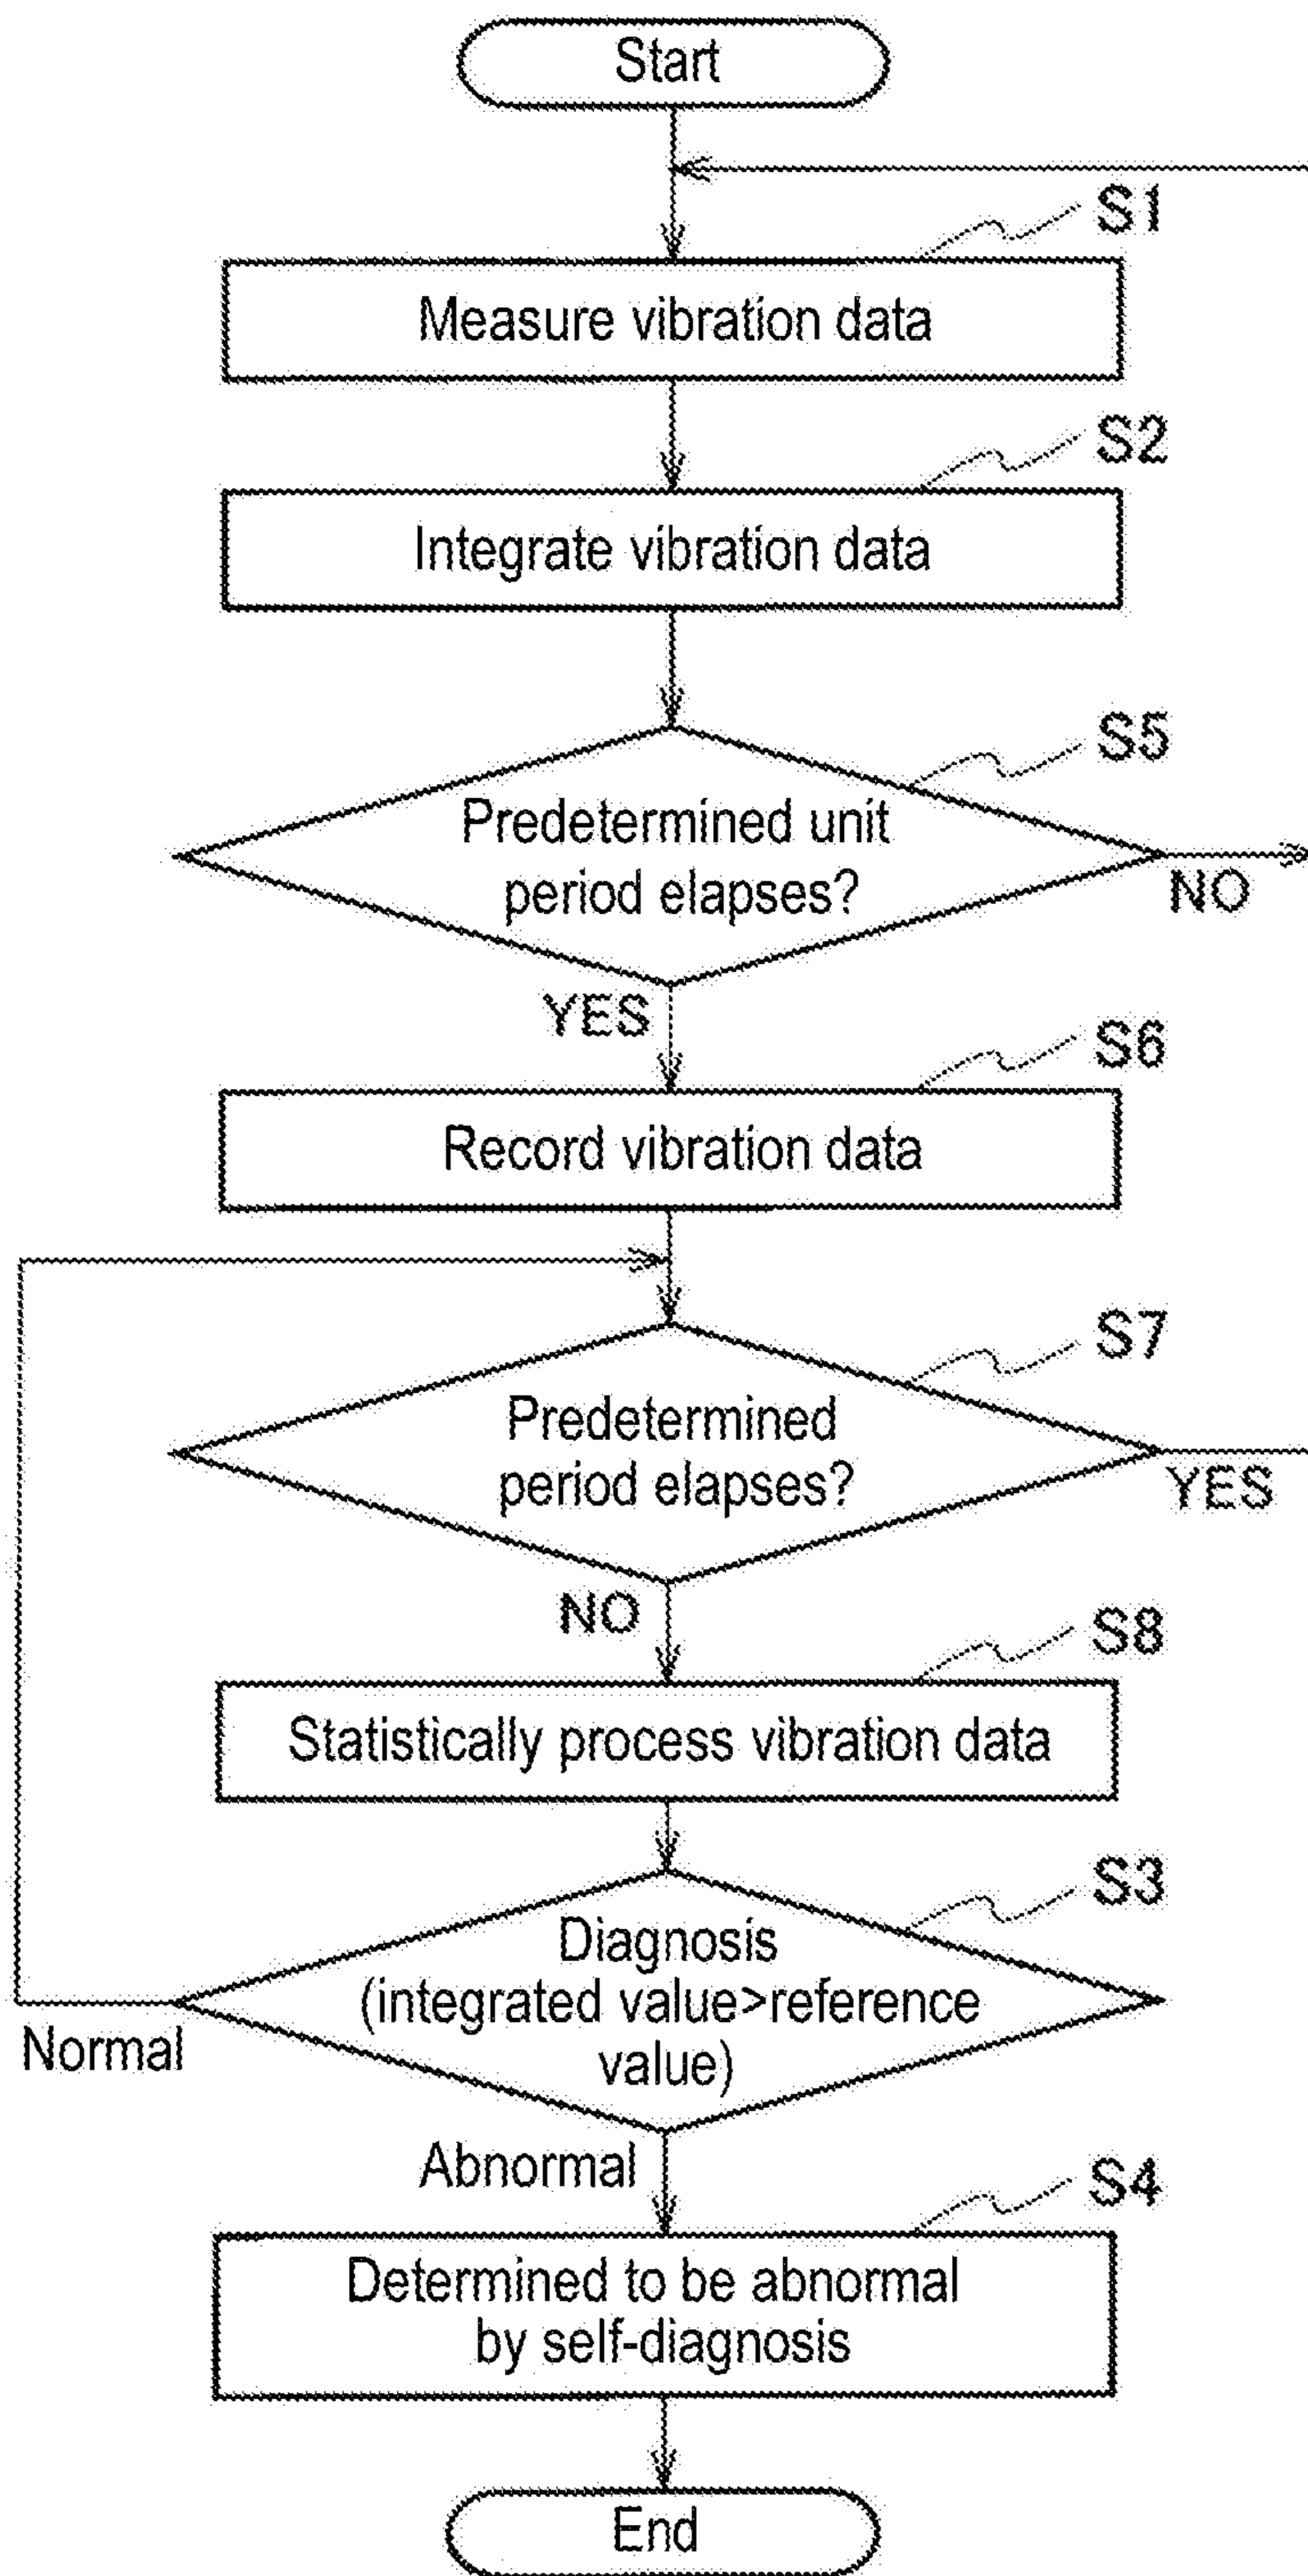 Start
S1
Measure vibration data
S2
Integrate vibration data
S5
Predetermined unit
period elapses?
NO
YES
S6
Record vibration data
S7
Predetermined
period elapses?
YES
NO
S8
Statistically process vibration data
S3
Diagnosis
(integrated value>reference
value)
Normal
Abnormal
S4
Determined to be abnormal
by self-diagnosis
End